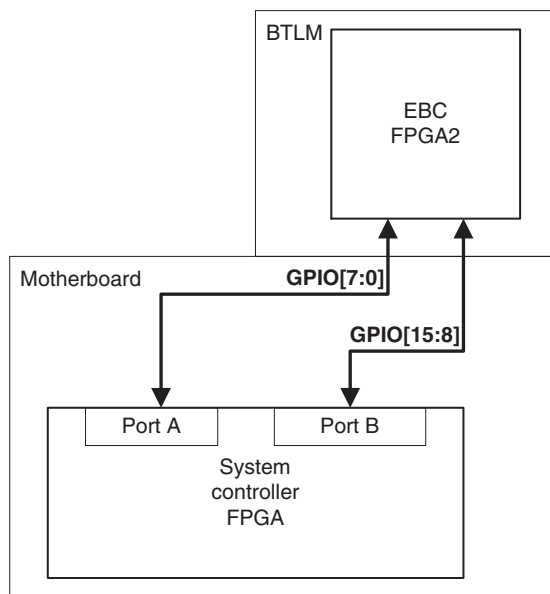 BTLM
EBC
FPGA2
Motherboard
GPIO[7:0]
GPIO[15:8]
Port A
Port B
System
controller
FPGA